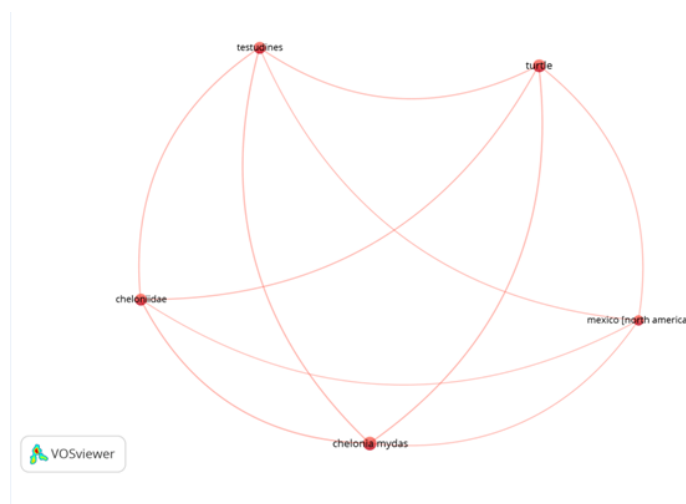 testudines
turtle
cheloniidae
mexico [north america
chelonia mydas
VOSviewer